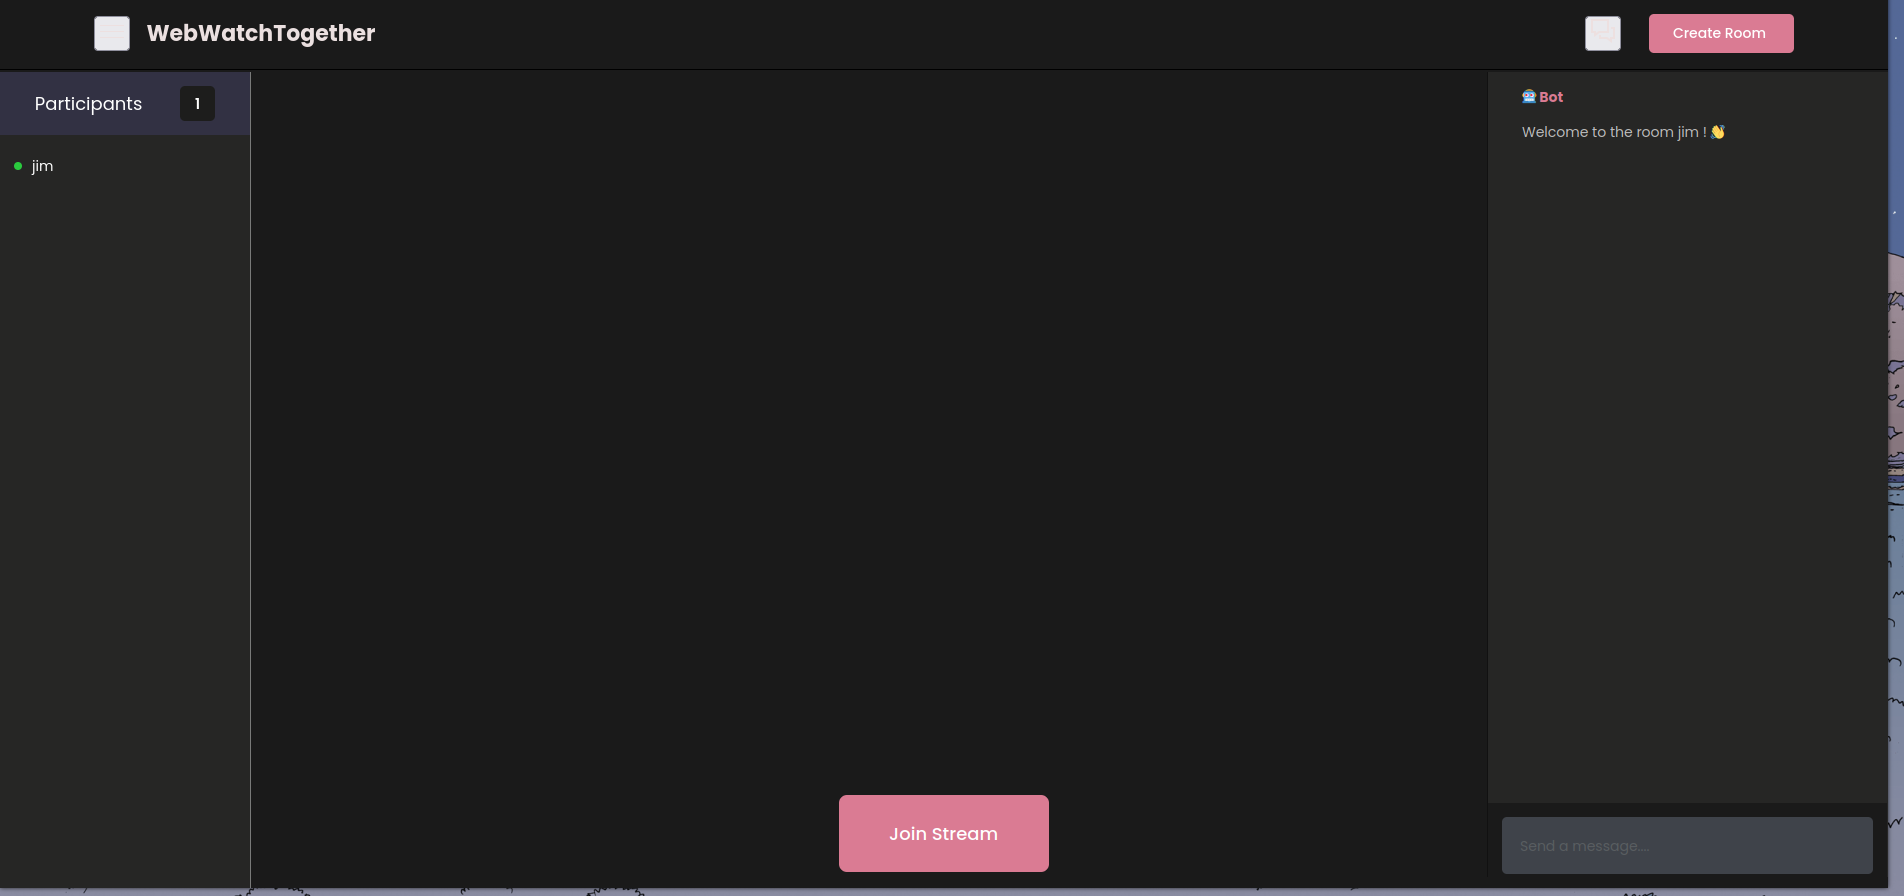 WebWatchTogether
Create Room
Participants 1
jim
Bot
Welcome to the room jim ! 👋
Join Stream
Send a message....